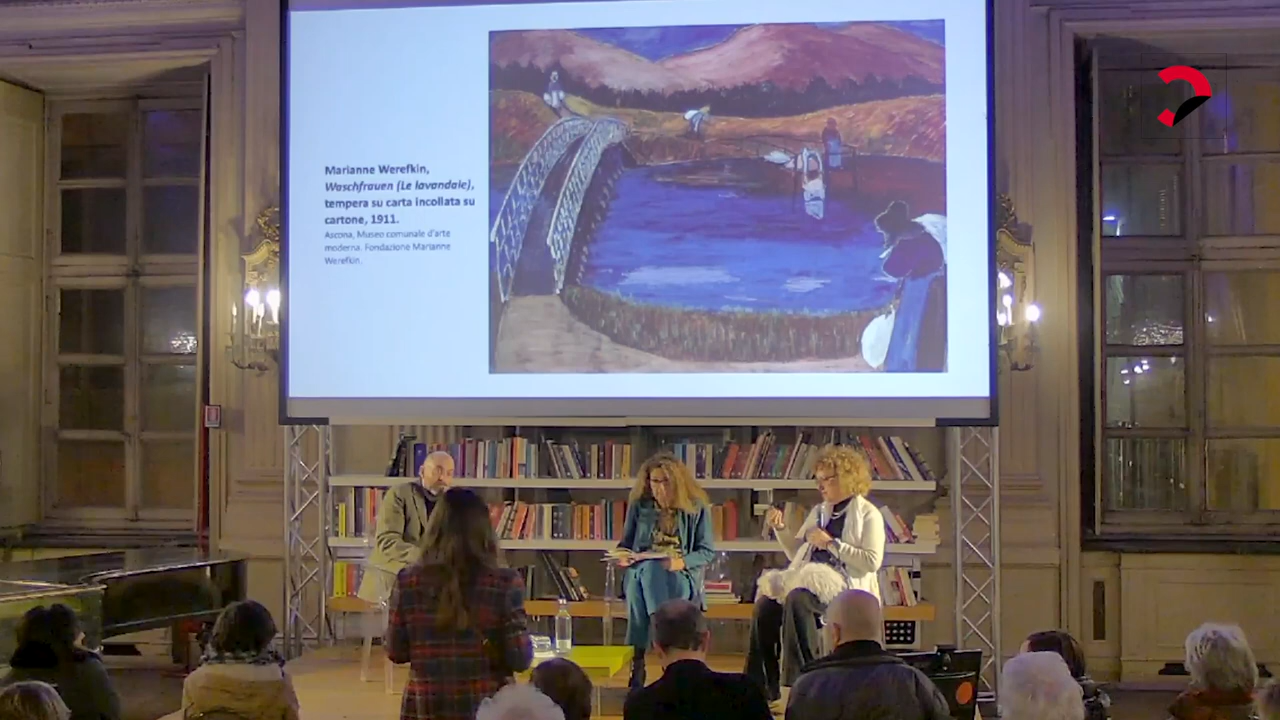 Marianne Werefkin,
Waschfrauen (Le lavandaie),
tempera su carta incollata su
cartone, 1911.
Ascona, Museo comunale d'arte
moderna. Fondazione Marianne
Werefkin.